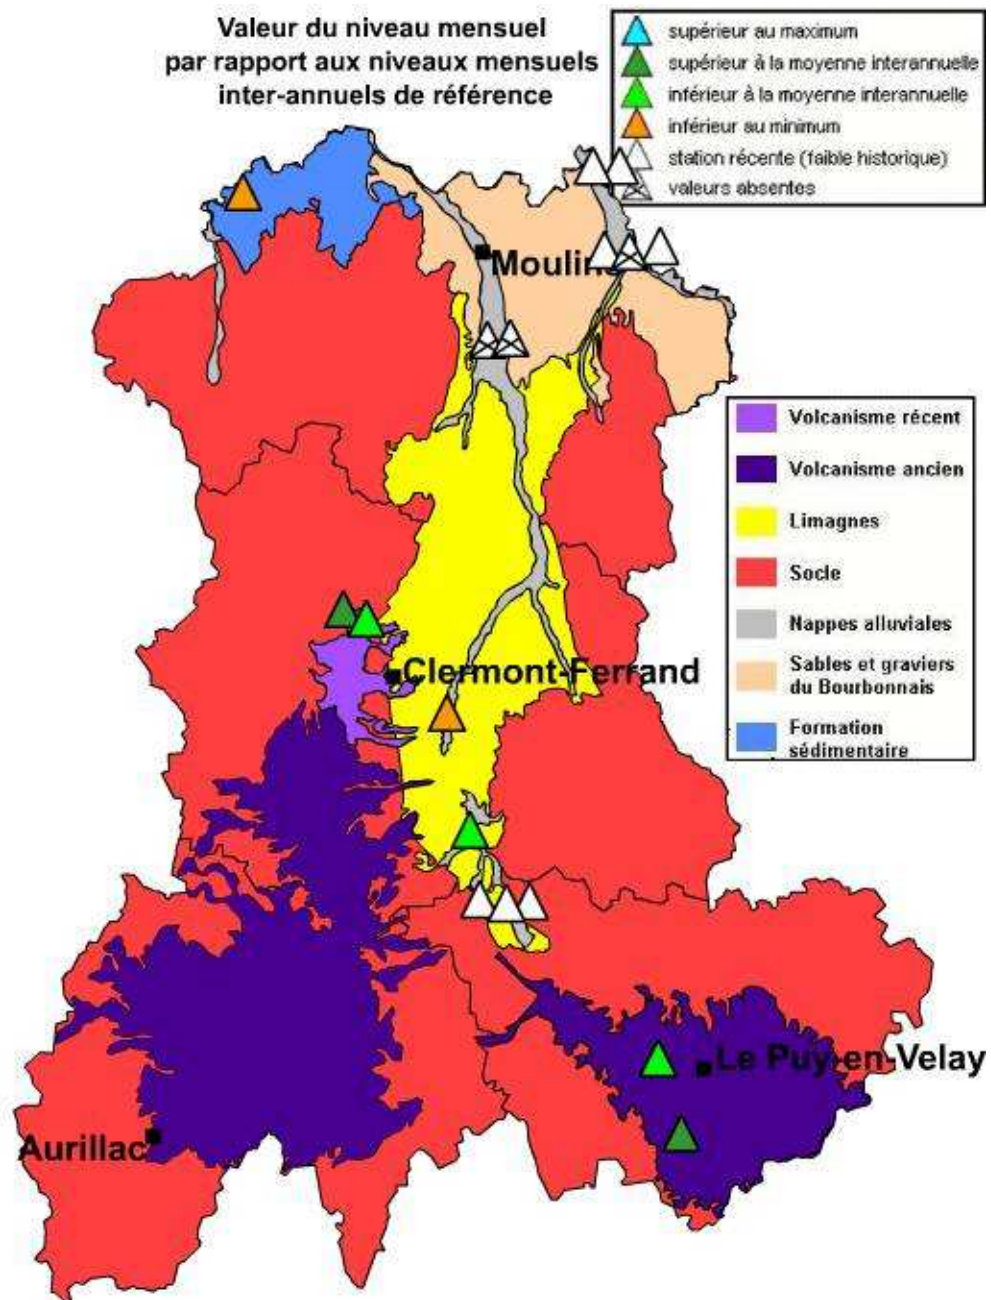 Valeur du niveau mensuel
par rapport aux niveaux mensuels
inter-annuels de référence
supérieur au maximum
supérieur à la moyenne interannuelle
inférieur à la moyenne interannuelle
inférieur au minimum
station récente (faible historique)
valeurs absentes
Moulins
Volcanisme récent
Volcanisme ancien
Limagnes
Socle
Nappes alluviales
Sables et graviers
du Bourbonnais
Formation
sédimentaire
Clermont-Ferrand
Le Puy-en-Velay
Aurillac